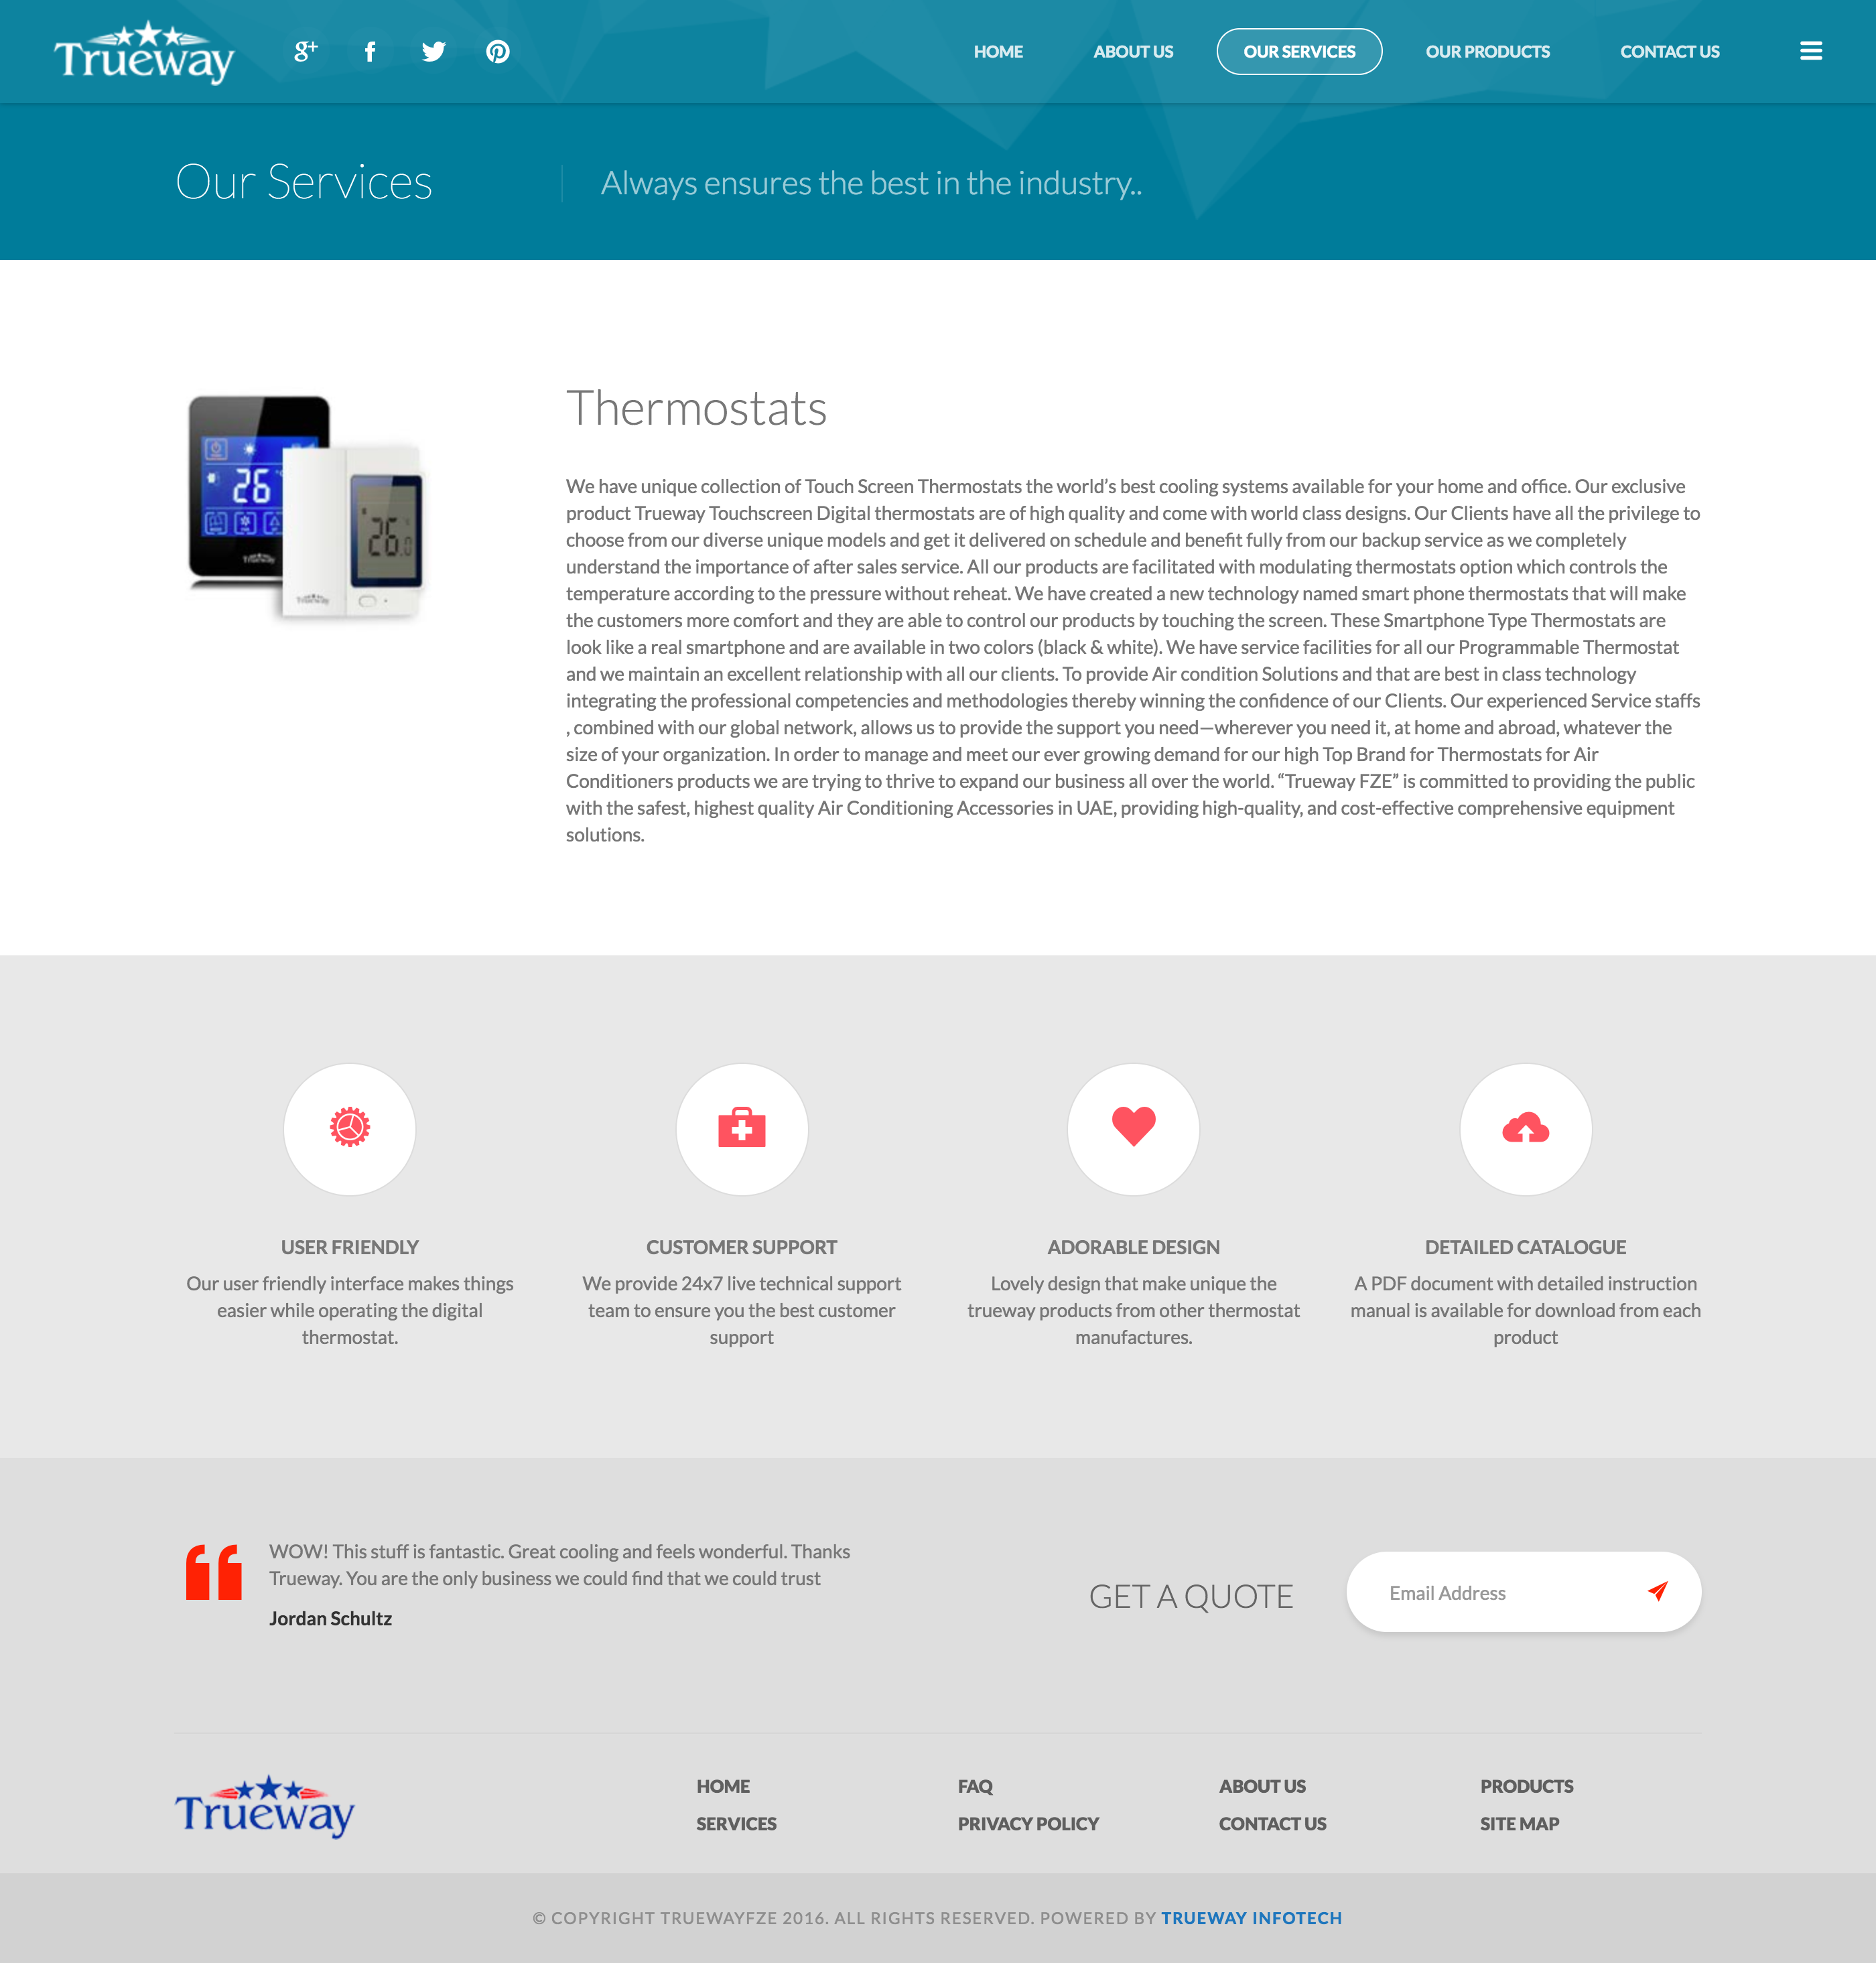 Trueway
HOME
ABOUT US
OUR SERVICES
OUR PRODUCTS
CONTACT US
Our Services
Always ensures the best in the industry..
26
26.0
Trueway
Trueway
Thermostats
We have unique collection of Touch Screen Thermostats the world's best cooling systems available for your home and office. Our exclusive
product Trueway Touchscreen Digital thermostats are of high quality and come with world class designs. Our Clients have all the privilege to
choose from our diverse unique models and get it delivered on schedule and benefit fully from our backup service as we completely
understand the importance of after sales service. All our products are facilitated with modulating thermostats option which controls the
temperature according to the pressure without reheat. We have created a new technology named smart phone thermostats that will make
the customers more comfort and they are able to control our products by touching the screen. These Smartphone Type Thermostats are
look like a real smartphone and are available in two colors (black & white). We have service facilities for all our Programmable Thermostat
and we maintain an excellent relationship with all our clients. To provide Air condition Solutions and that are best in class technology
integrating the professional competencies and methodologies thereby winning the confidence of our Clients. Our experienced Service staffs
, combined with our global network, allows us to provide the support you need—wherever you need it, at home and abroad, whatever the
size of your organization. In order to manage and meet our ever growing demand for our high Top Brand for Thermostats for Air
Conditioners products we are trying to thrive to expand our business all over the world. “Trueway FZE” is committed to providing the public
with the safest, highest quality Air Conditioning Accessories in UAE, providing high-quality, and cost-effective comprehensive equipment
solutions.
USER FRIENDLY
Our user friendly interface makes things
easier while operating the digital
thermostat.
CUSTOMER SUPPORT
We provide 24x7 live technical support
team to ensure you the best customer
support
ADORABLE DESIGN
Lovely design that make unique the
trueway products from other thermostat
manufactures.
DETAILED CATALOGUE
A PDF document with detailed instruction
manual is available for download from each
product
WOW! This stuff is fantastic. Great cooling and feels wonderful. Thanks
Trueway. You are the only business we could find that we could trust
Jordan Schultz
GET A QUOTE
Email Address
Trueway
HOME
FAQ
ABOUT US
PRODUCTS
SERVICES
PRIVACY POLICY
CONTACT US
SITE MAP
© COPYRIGHT TRUEWAYFZE 2016. ALL RIGHTS RESERVED. POWERED BY TRUEWAY INFOTECH